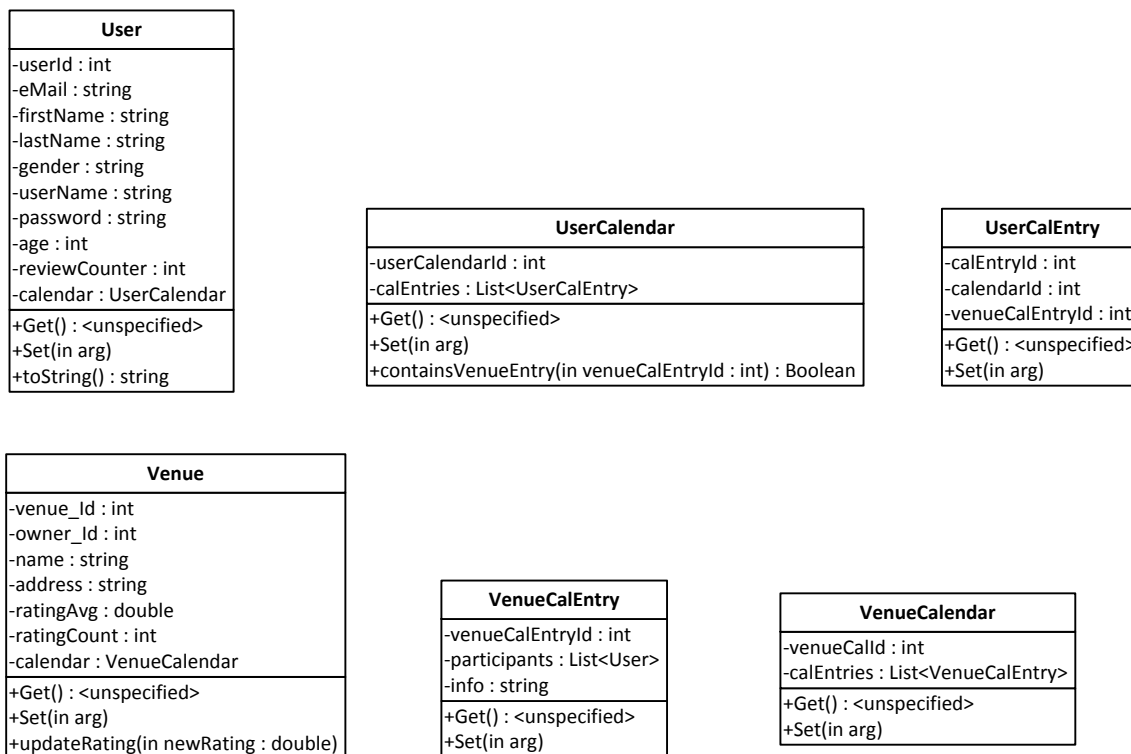 User
-userId : int
-eMail : string
-firstName : string
-lastName : string
-gender : string
-userName : string
-password : string
-age : int
-reviewCounter : int
-calendar : UserCalendar
+Get() : <unspecified>
+Set(in arg)
+toString() : string
UserCalendar
-userCalendarId : int
-calEntries : List<UserCalEntry>
+Get() : <unspecified>
+Set(in arg)
+containsVenueEntry(in venueCalEntryId : int) : Boolean
UserCalEntry
-calEntryId : int
-calendarId : int
-venueCalEntryId : int
+Get() : <unspecified>
+Set(in arg)
Venue
-venue_Id : int
-owner_Id : int
-name : string
-address : string
-ratingAvg : double
-ratingCount : int
-calendar : VenueCalendar
+Get() : <unspecified>
+Set(in arg)
+updateRating(in newRating : double)
VenueCalEntry
-venueCalEntryId : int
-participants : List<User>
-info : string
+Get() : <unspecified>
+Set(in arg)
VenueCalendar
-venueCalId : int
-calEntries : List<VenueCalEntry>
+Get() : <unspecified>
+Set(in arg)